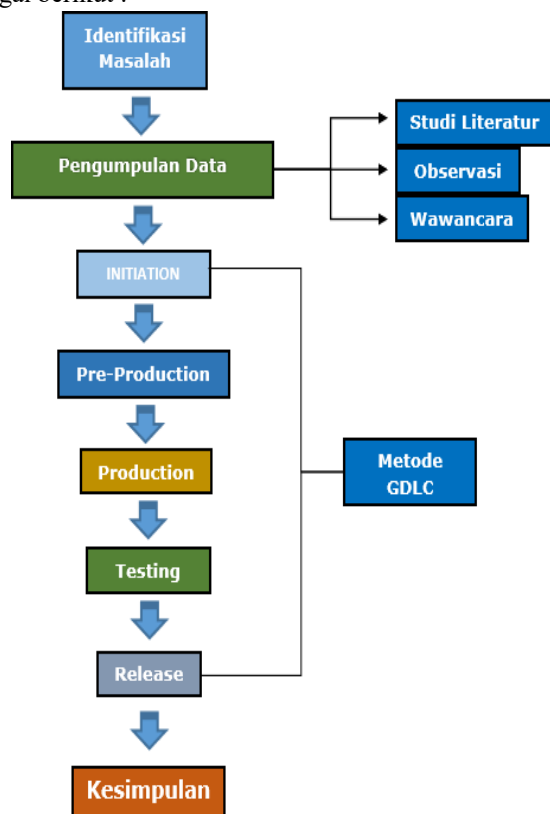 gai berikut :
Identifikasi
Masalah
Pengumpulan Data
Studi Literatur
Observasi
Wawancara
INITIATION
Pre-Production
Production
Metode
GDLC
Testing
Release
Kesimpulan